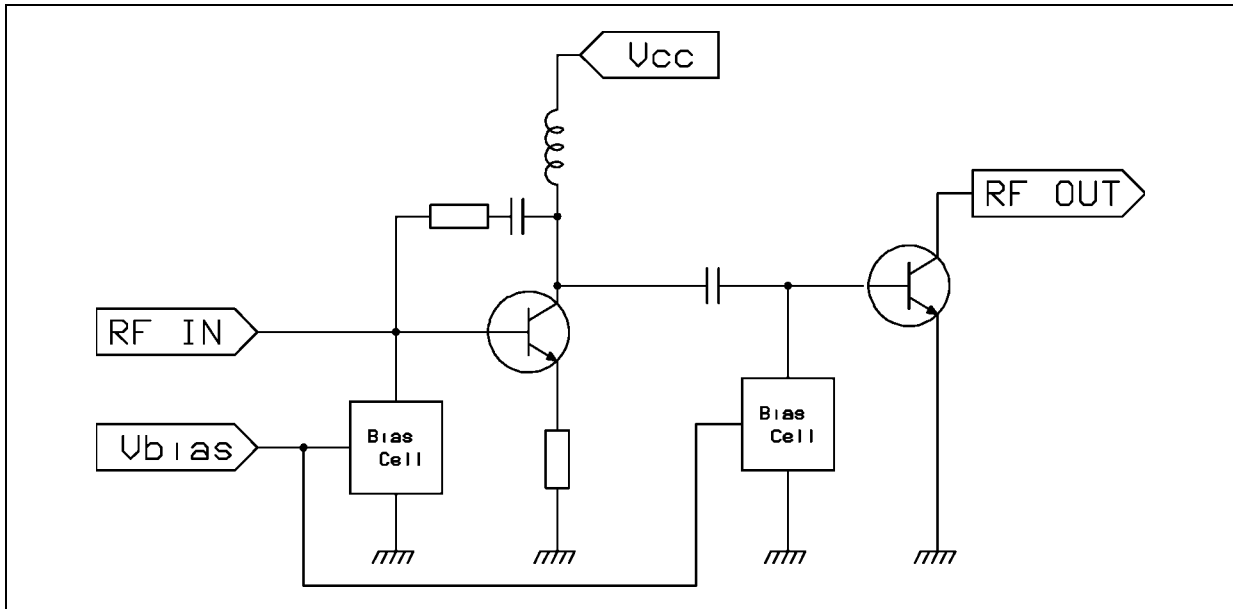 Vcc
RF OUT
RF IN
Vbias
Bias
Cell
Bias
Cell